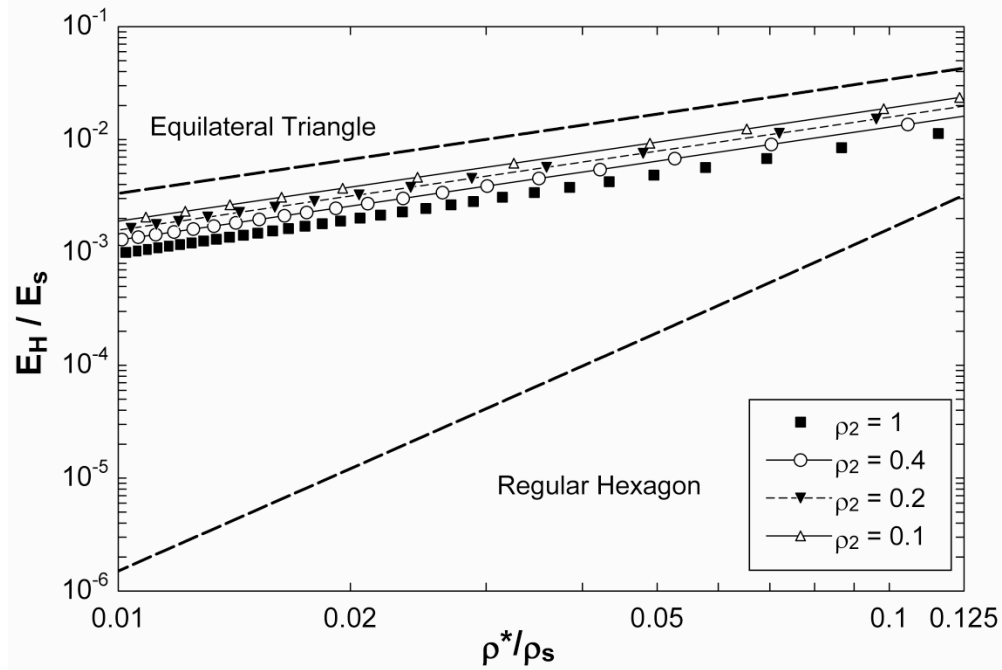 10⁻¹
10⁻²
10⁻³
10⁻⁴
10⁻⁵
10⁻⁶
E_H / E_s
Equilateral Triangle
Regular Hexagon
ρ₂ = 1
ρ₂ = 0.4
ρ₂ = 0.2
ρ₂ = 0.1
0.01 0.02 0.05 0.1 0.125
ρ*/ρ_s